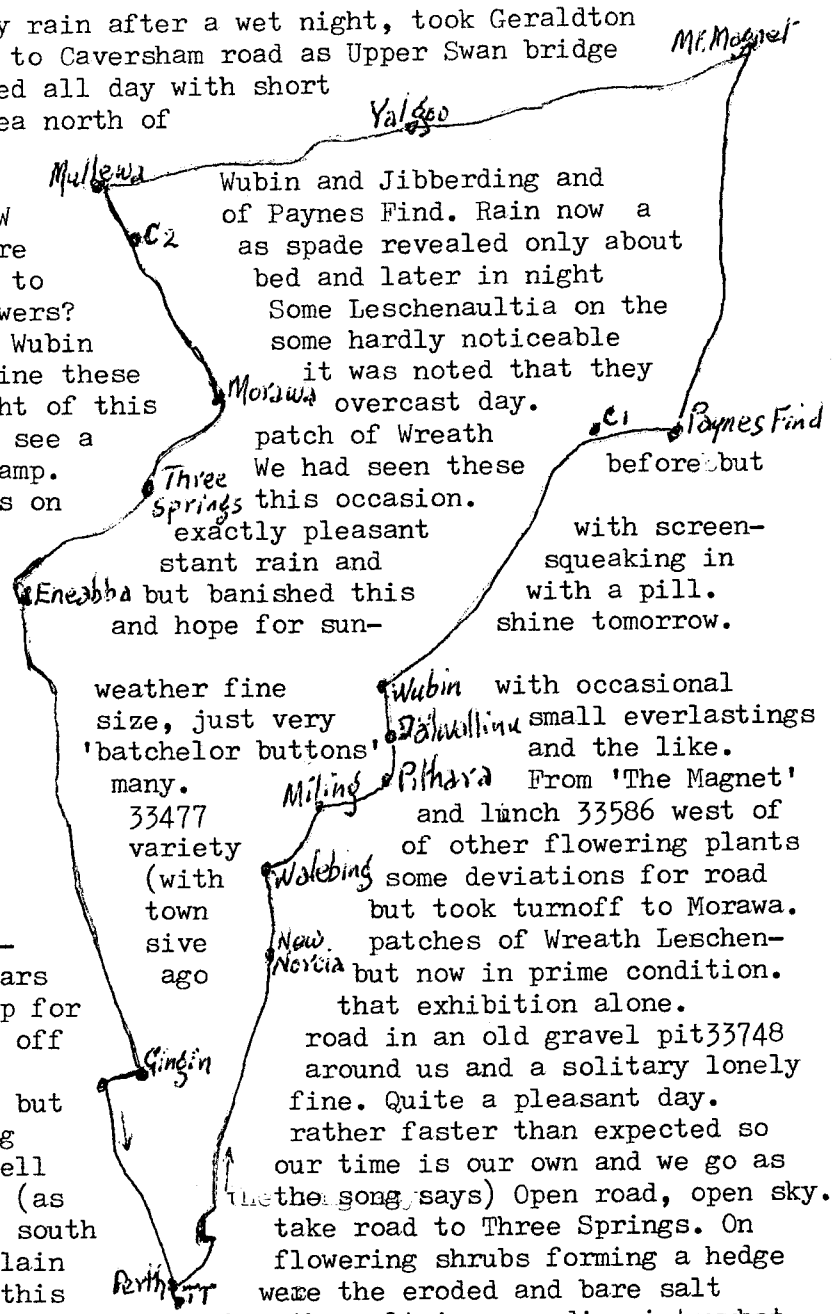 y rain after a wet night, took Geraldton
to Caversham road as Upper Swan bridge
Mt. Magnet
ed all day with short
ea north of
Yalgoo
Mullewa
Wubin and Jibberding and
w of Paynes Find. Rain now a
C2
re as spade revealed only about
to bed and later in night
wers? Some Leschenaultia on the
Wubin some hardly noticeable
ine these it was noted that they
Morawa
ht of this overcast day.
C1
Paynes Find
see a patch of Wreath
amp. We had seen these before but
Three Springs
s on this occasion.
exactly pleasant with screen-
stant rain and squeaking in
Eneabba
but banished this with a pill.
and hope for sun- shine tomorrow.
weather fine Wubin with occasional
size, just very Dalwallinu small everlastings
'batchelor buttons' and the like.
many. Miling Pithara From 'The Magnet'
33477 and lunch 33586 west of
variety of other flowering plants
(with Walebing some deviations for road
town but took turnoff to Morawa.
- sive New Norcia patches of Wreath Leschen-
ars ago but now in prime condition.
p for that exhibition alone.
off road in an old gravel pit33748
Gingin
around us and a solitary lonely
but fine. Quite a pleasant day.
g rather faster than expected so
ell our time is our own and we go as
(as the song says) Open road, open sky.
south take road to Three Springs. On
lain flowering shrubs forming a hedge
this Perth were the eroded and bare salt